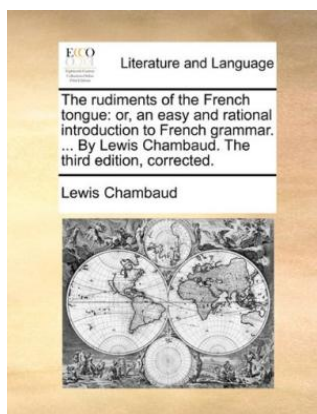 ECCO
Literature and Language
The rudiments of the French
tongue: or, an easy and rational
introduction to French grammar.
... By Lewis Chambaud. The
third edition, corrected.
Lewis Chambaud